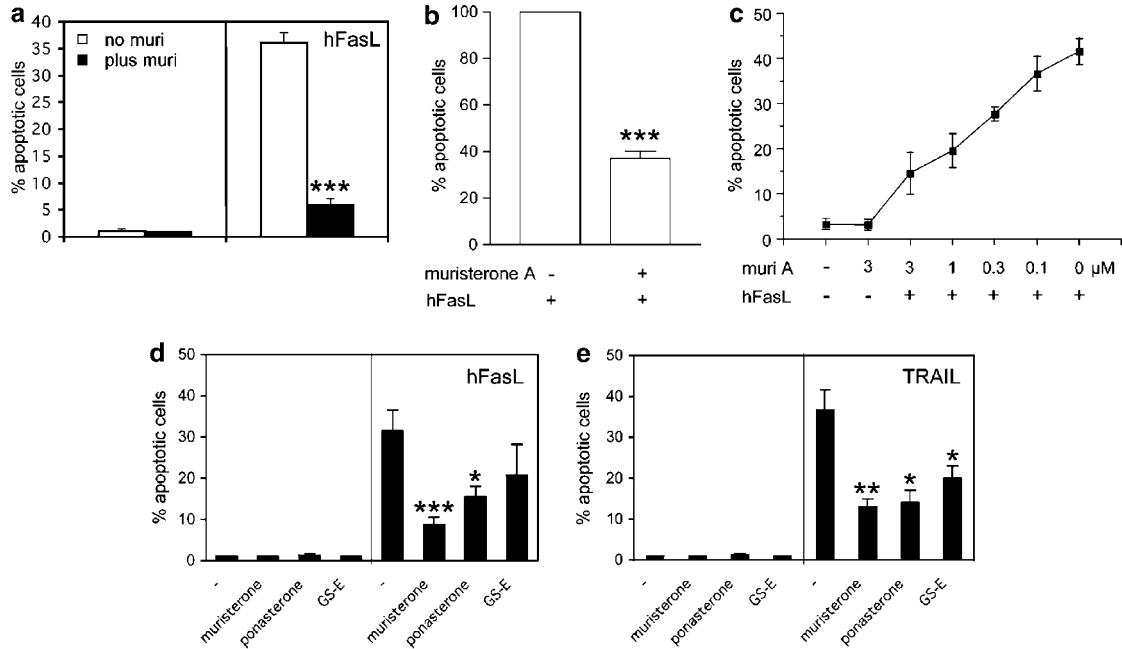 a
40
35
30
25
20
15
10
5
0
% apoptotic cells
no muri
plus muri
hFasL
***
b
100
80
60
40
20
0
% apoptotic cells
***
muristerone A - +
hFasL + +
c
50
40
30
20
10
0
% apoptotic cells
muri A - 3 3 1 0.3 0.1 0 µM
hFasL - - + + + + +
d
50
40
30
20
10
0
% apoptotic cells
hFasL
***
*
-
muristerone
ponasterone
GS-E
-
muristerone
ponasterone
GS-E
e
50
40
30
20
10
0
% apoptotic cells
TRAIL
**
*
*
-
muristerone
ponasterone
GS-E
-
muristerone
ponasterone
GS-E